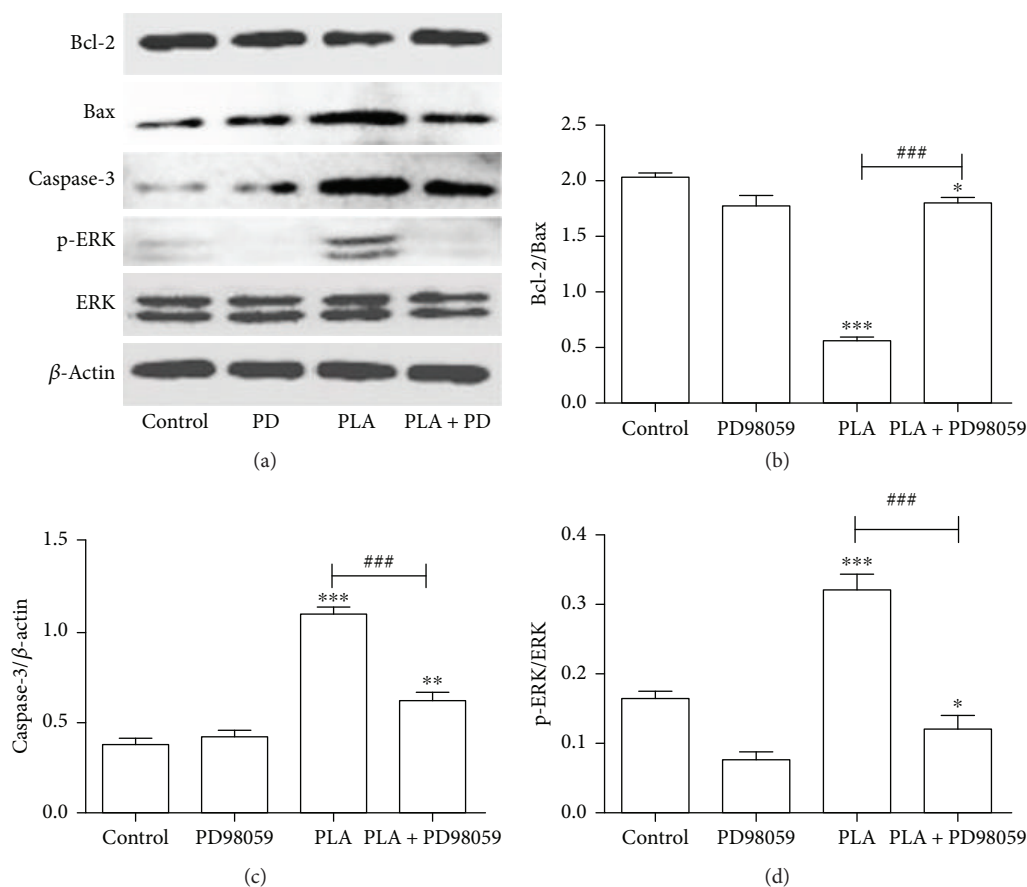 Bcl-2
Bax
Caspase-3
p-ERK
ERK
β-Actin
Control PD PLA PLA + PD
(a)
2.5
2.0
1.5
1.0
0.5
0.0
Bcl-2/Bax
###
*
***
Control PD98059 PLA PLA + PD98059
(b)
1.5
1.0
0.5
0.0
Caspase-3/β-actin
###
***
**
Control PD98059 PLA PLA + PD98059
(c)
0.4
0.3
0.2
0.1
0.0
p-ERK/ERK
###
***
*
Control PD98059 PLA PLA + PD98059
(d)